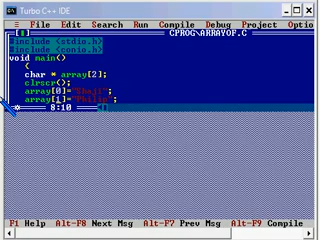 Turbo C++ IDE
≡ File Edit Search Run Compile Debug Project Optio
[■] CPROG\ARRAYOF.C
#include <stdio.h>
#include <conio.h>
void main()
{
char * array[2];
clrscr();
array[0]="Shaji";
array[1]="Philip";
8:10
F1 Help Alt-F8 Next Msg Alt-F7 Prev Msg Alt-F9 Compile